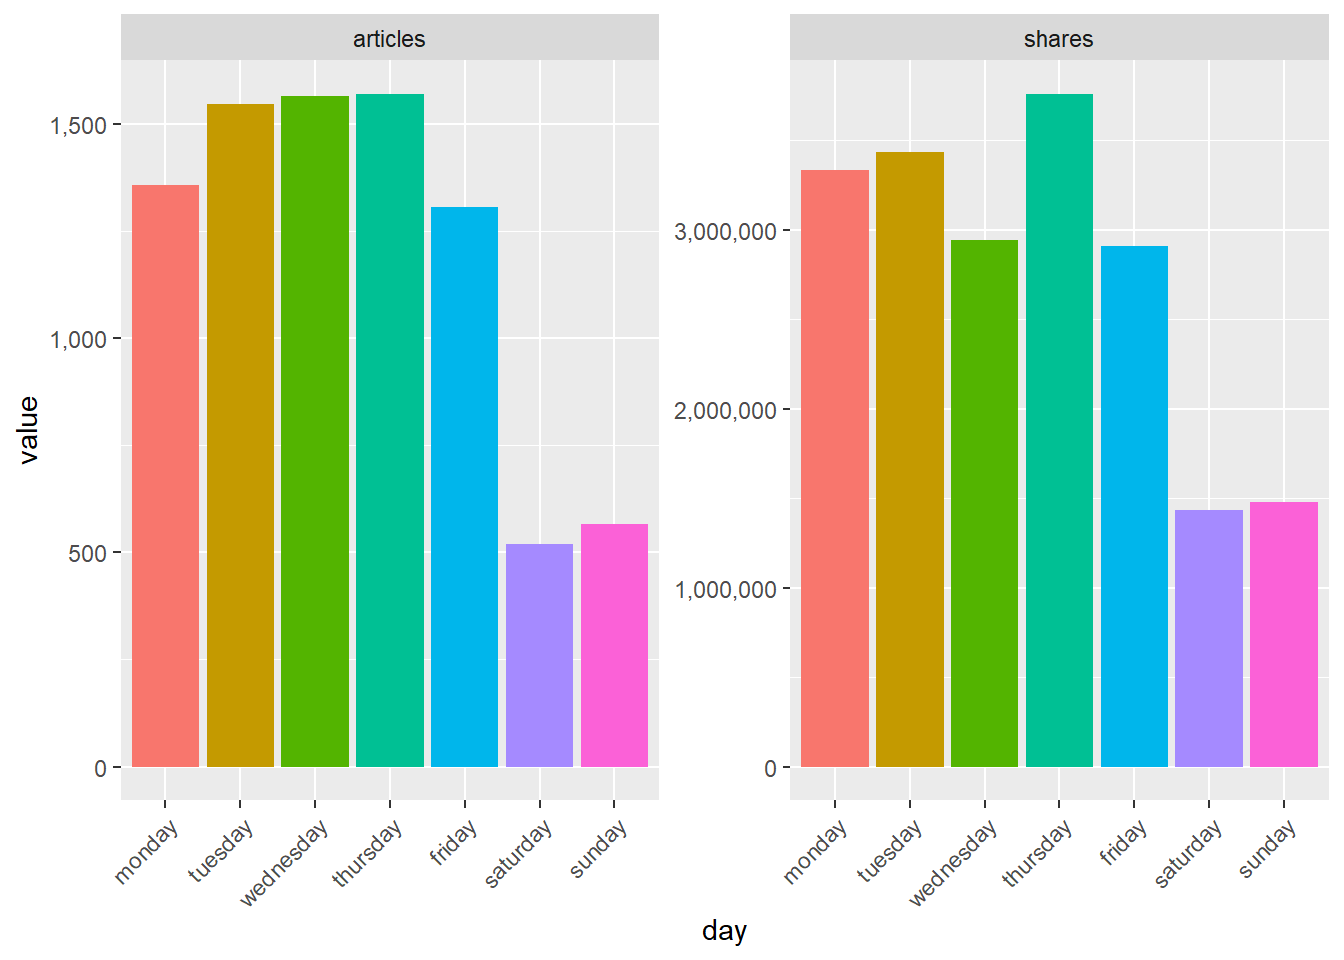 articles
shares
value
1,500
1,000
500
0
monday
tuesday
wednesday
thursday
friday
saturday
sunday
3,000,000
2,000,000
1,000,000
0
monday
tuesday
wednesday
thursday
friday
saturday
sunday
day